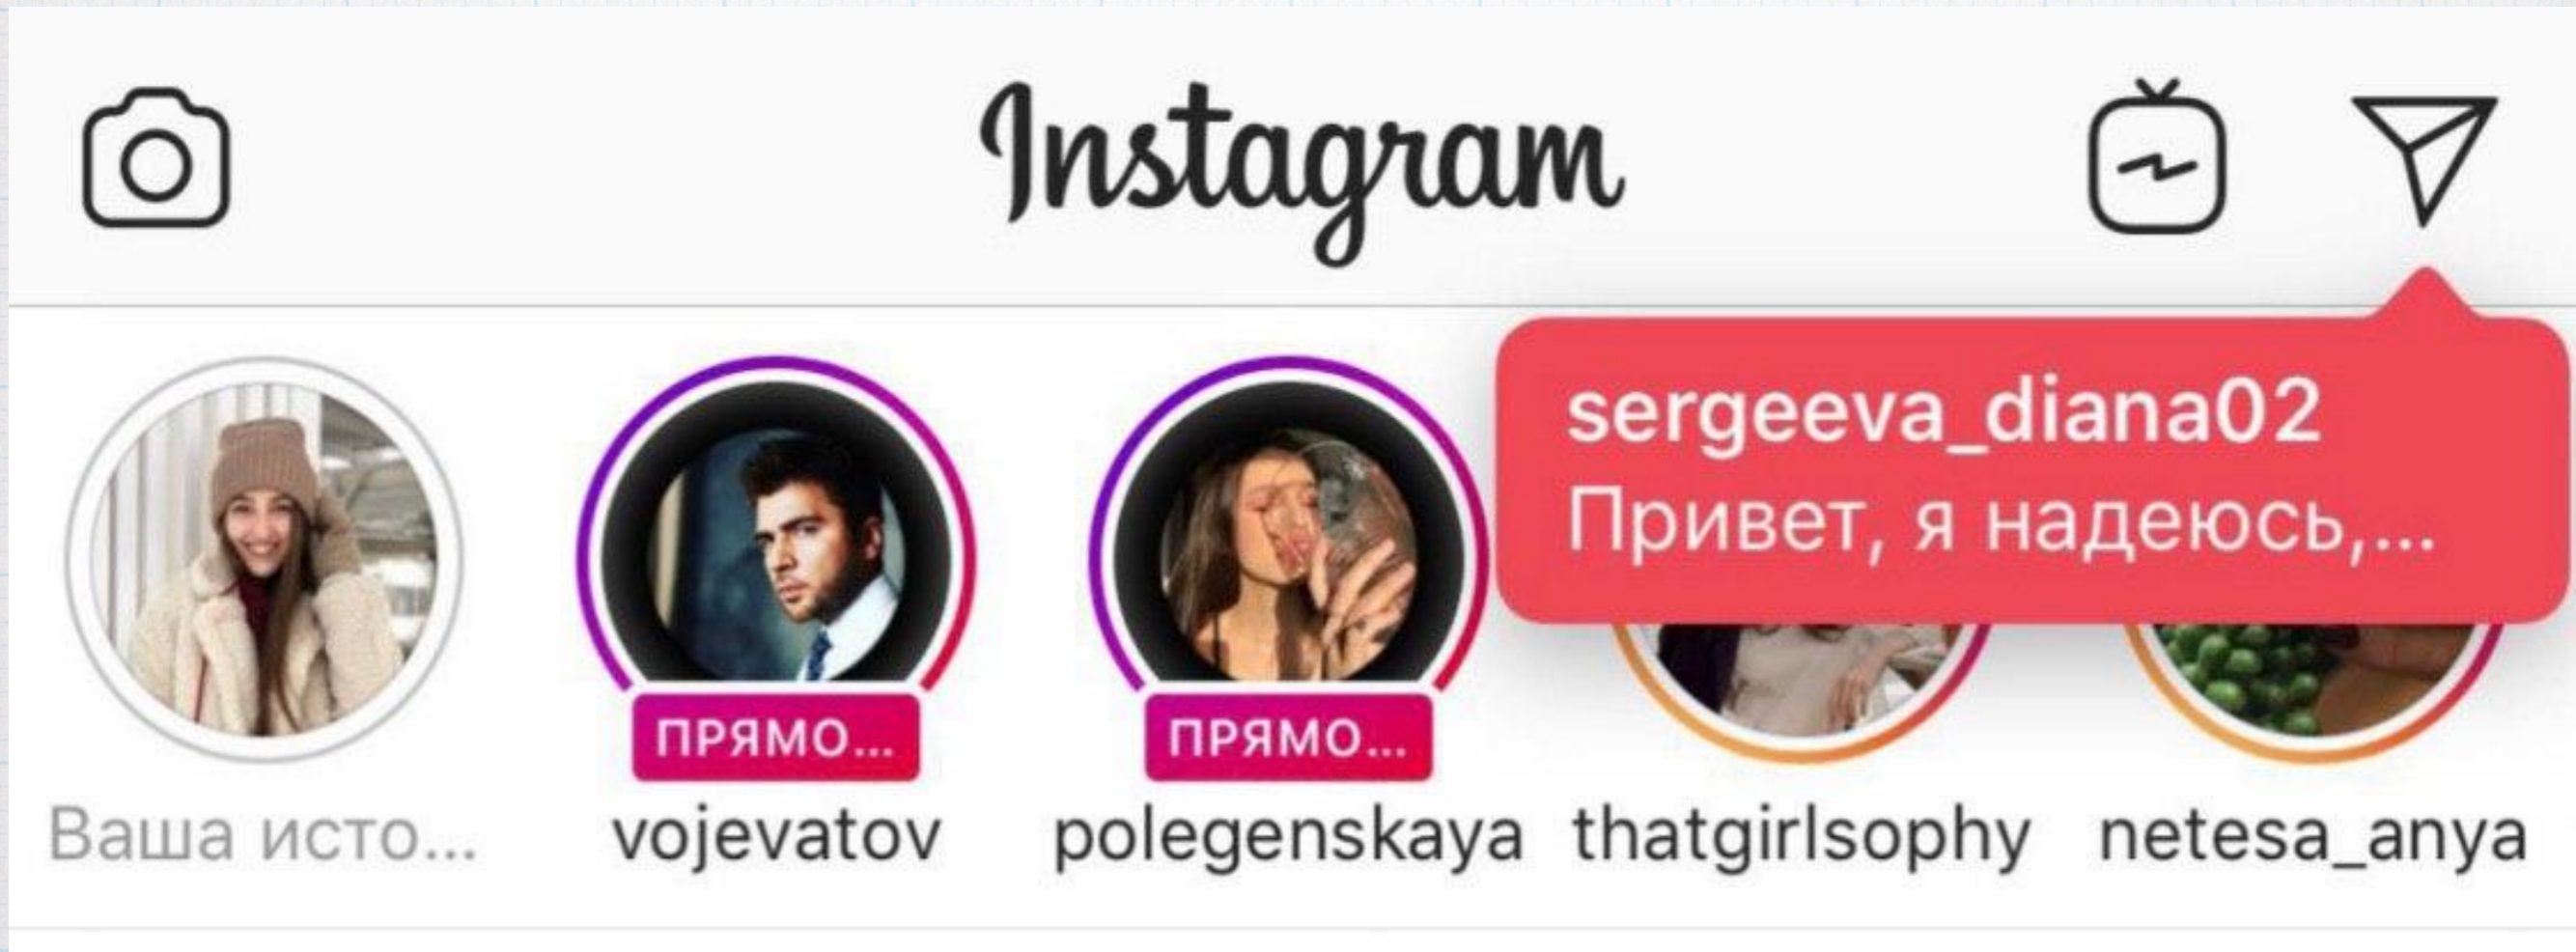 Instagram
sergeeva_diana02
Привет, я надеюсь,...
ПРЯМО...
ПРЯМО...
Ваша исто...
vojevatov
polegenskaya
thatgirlsophy
netesa_anya